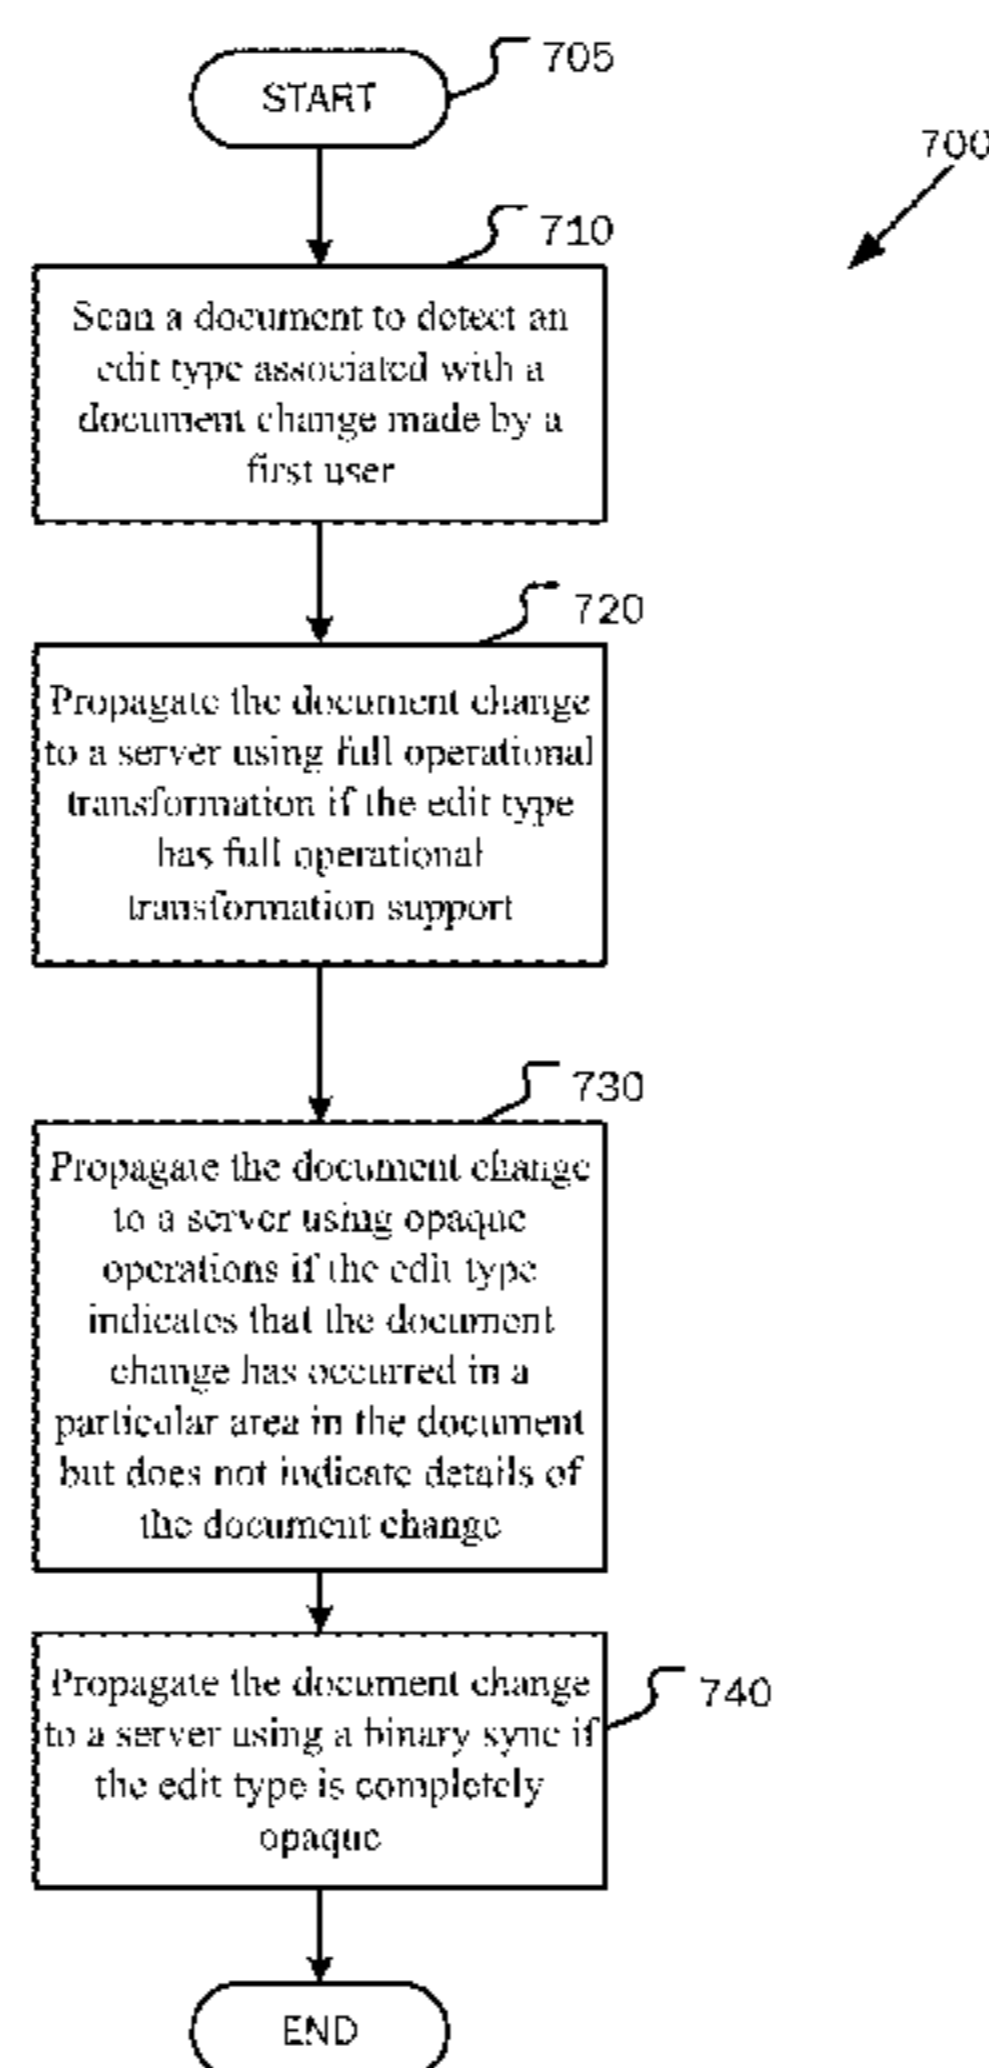 START
705
700
710
Scan a document to detect an
edit type associated with a
document change made by a
first user
720
Propagate the document change
to a server using full operational
transformation if the edit type
has full operational
transformation support
730
Propagate the document change
to a server using opaque
operations if the edit type
indicates that the document
change has occurred in a
particular area in the document
but does not indicate details of
the document change
740
Propagate the document change
to a server using a binary sync if
the edit type is completely
opaque
END